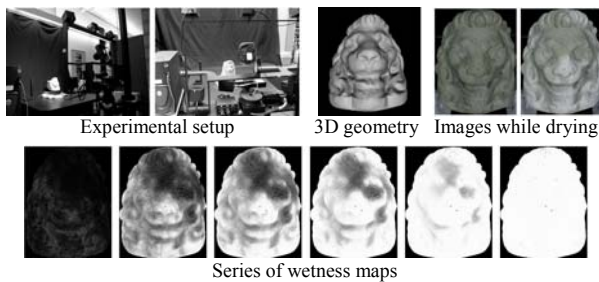 Experimental setup
3D geometry
Images while drying
Series of wetness maps